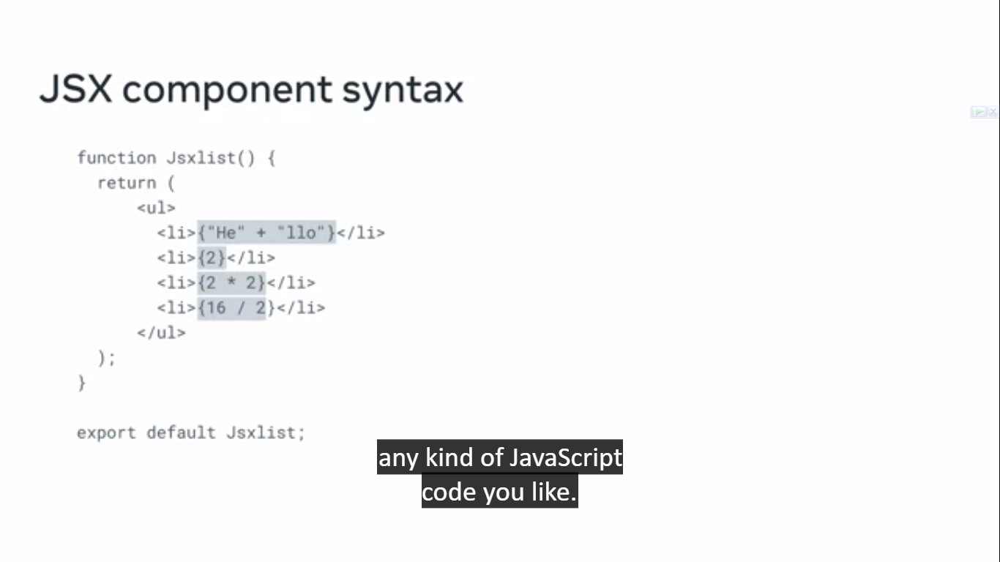 JSX component syntax
function Jsxlist() {
return (
<ul>
<li>{"He" + "llo"}</li>
<li>{2}</li>
<li>{2 * 2}</li>
<li>{16 / 2}</li>
</ul>
);
}
export default Jsxlist;
any kind of JavaScript
code you like.